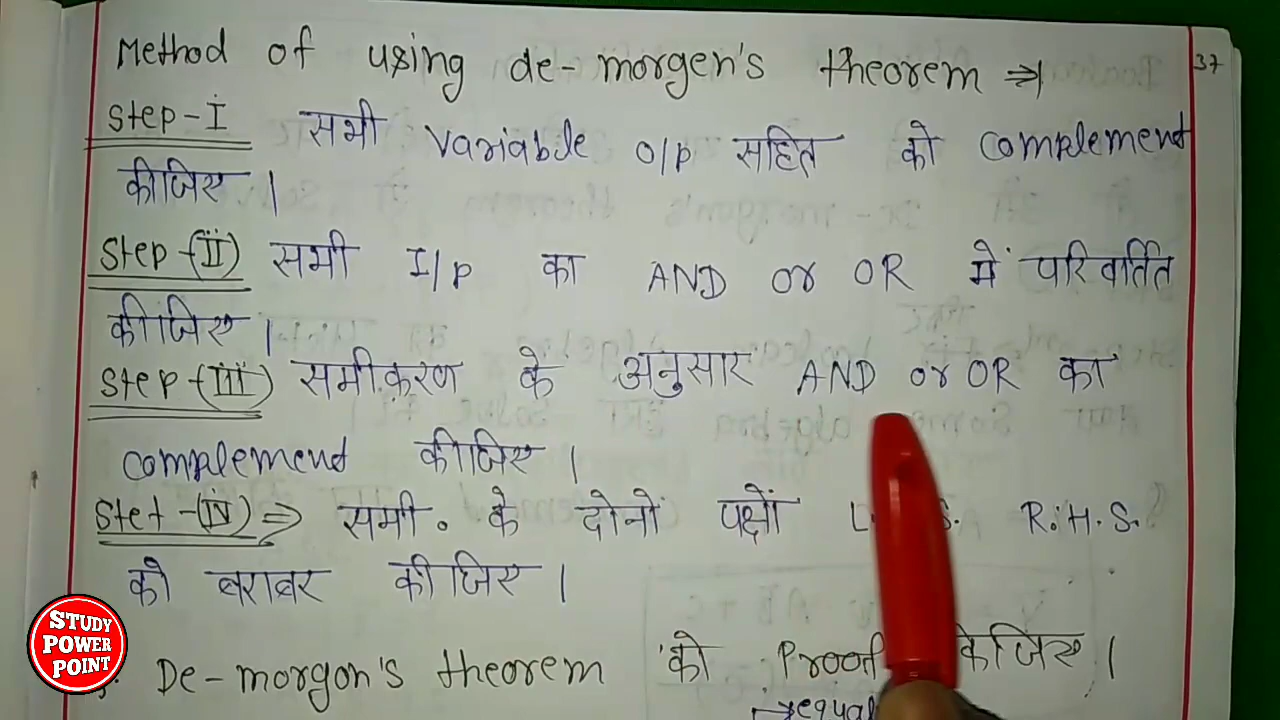 Method of using de-morgen's theorem ⇒
37
Step-I सभी variable o/p सहित को complement
कीजिए |
Step-(II) सभी I/p का AND or OR में परिवर्तित
कीजिए |
Step-(III) समीकरण के अनुसार AND or OR का
complement कीजिए |
Stet-(IV) ⇒ समी. के दोनों पक्षों R.H.S.
को बराबर कीजिए |
De-morgon's theorem को Proof कीजिए |
→equal
STUDY
POWER
POINT